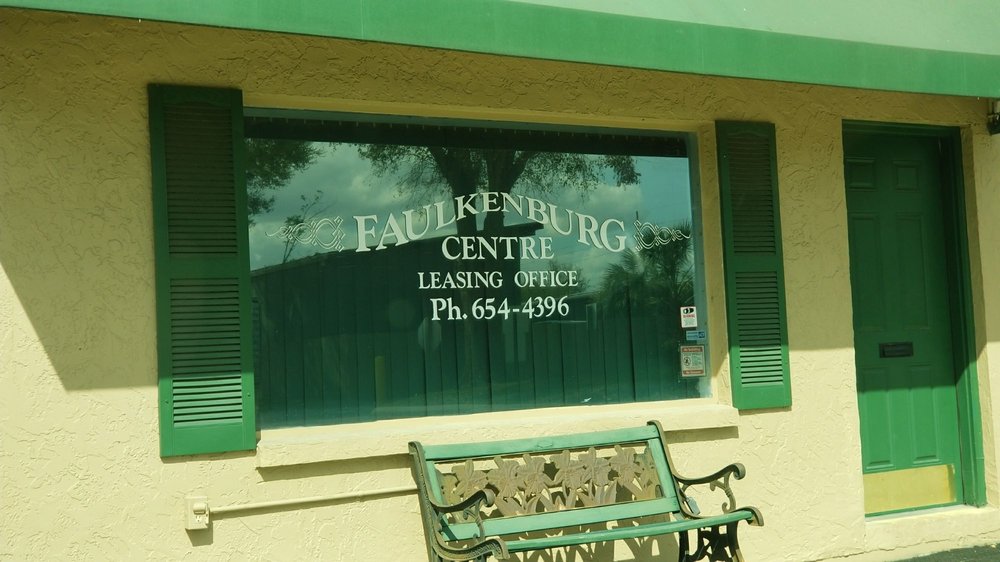 FAULKENBURG
CENTRE
LEASING OFFICE
Ph. 654-4396